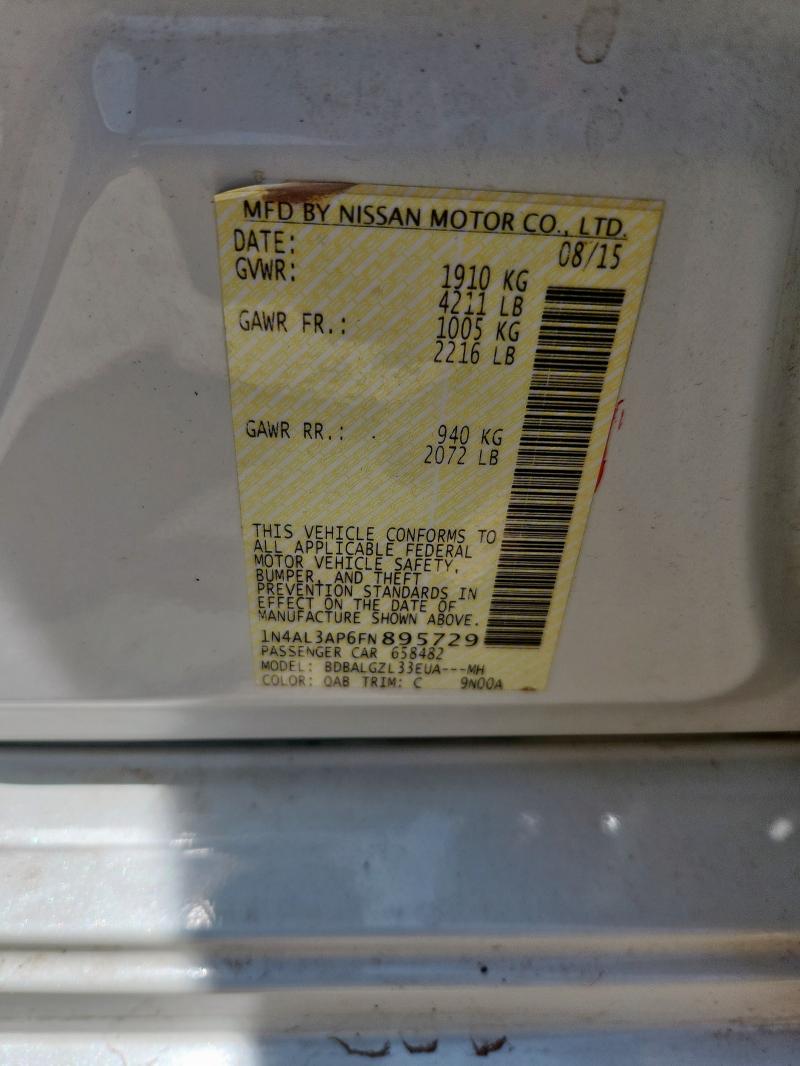 MFD BY NISSAN MOTOR CO., LTD.
DATE: 08/15
GVWR: 1910 KG
4211 LB
GAWR FR.: 1005 KG
2216 LB
GAWR RR.: 940 KG
2072 LB
THIS VEHICLE CONFORMS TO
ALL APPLICABLE FEDERAL
MOTOR VEHICLE SAFETY,
BUMPER, AND THEFT
PREVENTION STANDARDS IN
EFFECT ON THE DATE OF
MANUFACTURE SHOWN ABOVE.
1N4AL3AP6FN895729
PASSENGER CAR 658482
MODEL: BDBALGZL33EUA---MH
COLOR: QAB TRIM: C 9N00A